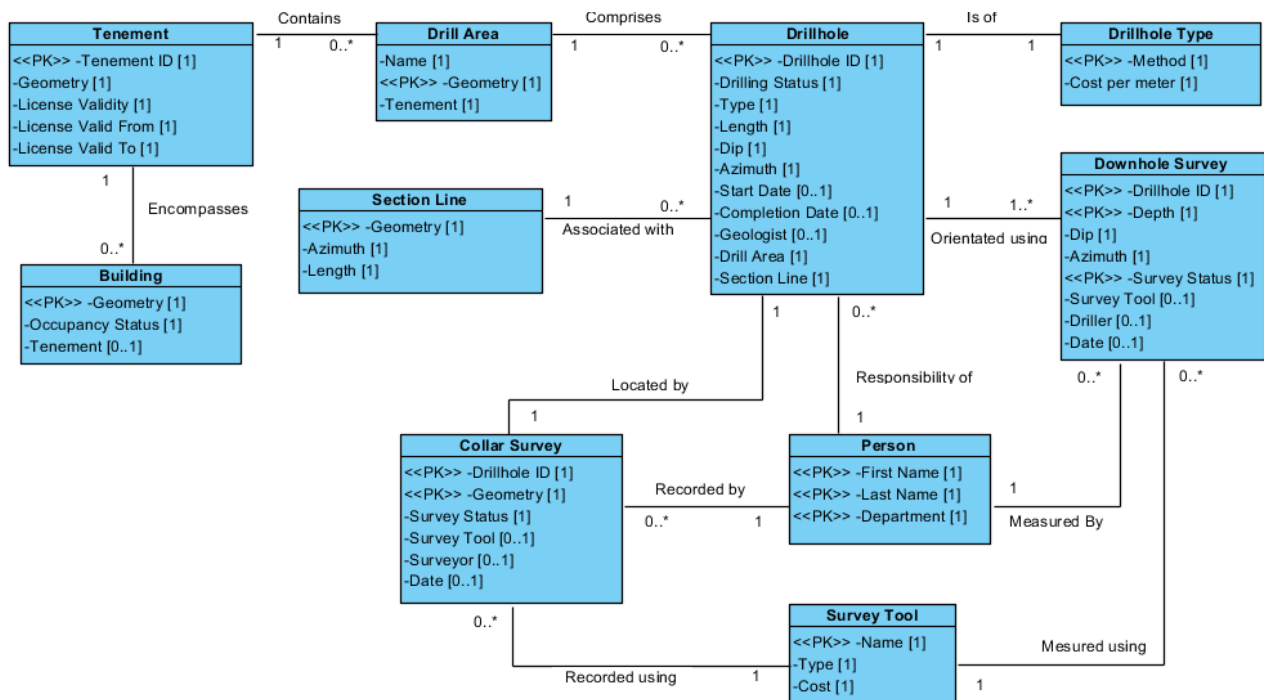 Tenement
<<PK>> -Tenement ID [1]
-Geometry [1]
-License Validity [1]
-License Valid From [1]
-License Valid To [1]
Contains
1
0..*
Drill Area
-Name [1]
<<PK>> -Geometry [1]
-Tenement [1]
Comprises
1
0..*
Drillhole
<<PK>> -Drillhole ID [1]
-Drilling Status [1]
-Type [1]
-Length [1]
-Dip [1]
-Azimuth [1]
-Start Date [0..1]
-Completion Date [0..1]
-Geologist [0..1]
-Drill Area [1]
-Section Line [1]
Is of
1
1
Drillhole Type
<<PK>> -Method [1]
-Cost per meter [1]
1
Encompasses
0..*
Building
<<PK>> -Geometry [1]
-Occupancy Status [1]
-Tenement [0..1]
Section Line
<<PK>> -Geometry [1]
-Azimuth [1]
-Length [1]
1
0..*
Associated with
1
1..*
Orientated using
Downhole Survey
<<PK>> -Drillhole ID [1]
<<PK>> -Depth [1]
-Dip [1]
-Azimuth [1]
<<PK>> -Survey Status [1]
-Survey Tool [0..1]
-Driller [0..1]
-Date [0..1]
1
Located by
1
0..*
Responsibility of
1
0..*
0..*
Collar Survey
<<PK>> -Drillhole ID [1]
<<PK>> -Geometry [1]
-Survey Status [1]
-Survey Tool [0..1]
-Surveyor [0..1]
-Date [0..1]
Recorded by
0..*
1
Person
<<PK>> -First Name [1]
<<PK>> -Last Name [1]
<<PK>> -Department [1]
1
Measured By
0..*
Recorded using
1
Survey Tool
<<PK>> -Name [1]
-Type [1]
-Cost [1]
Mesured using
1